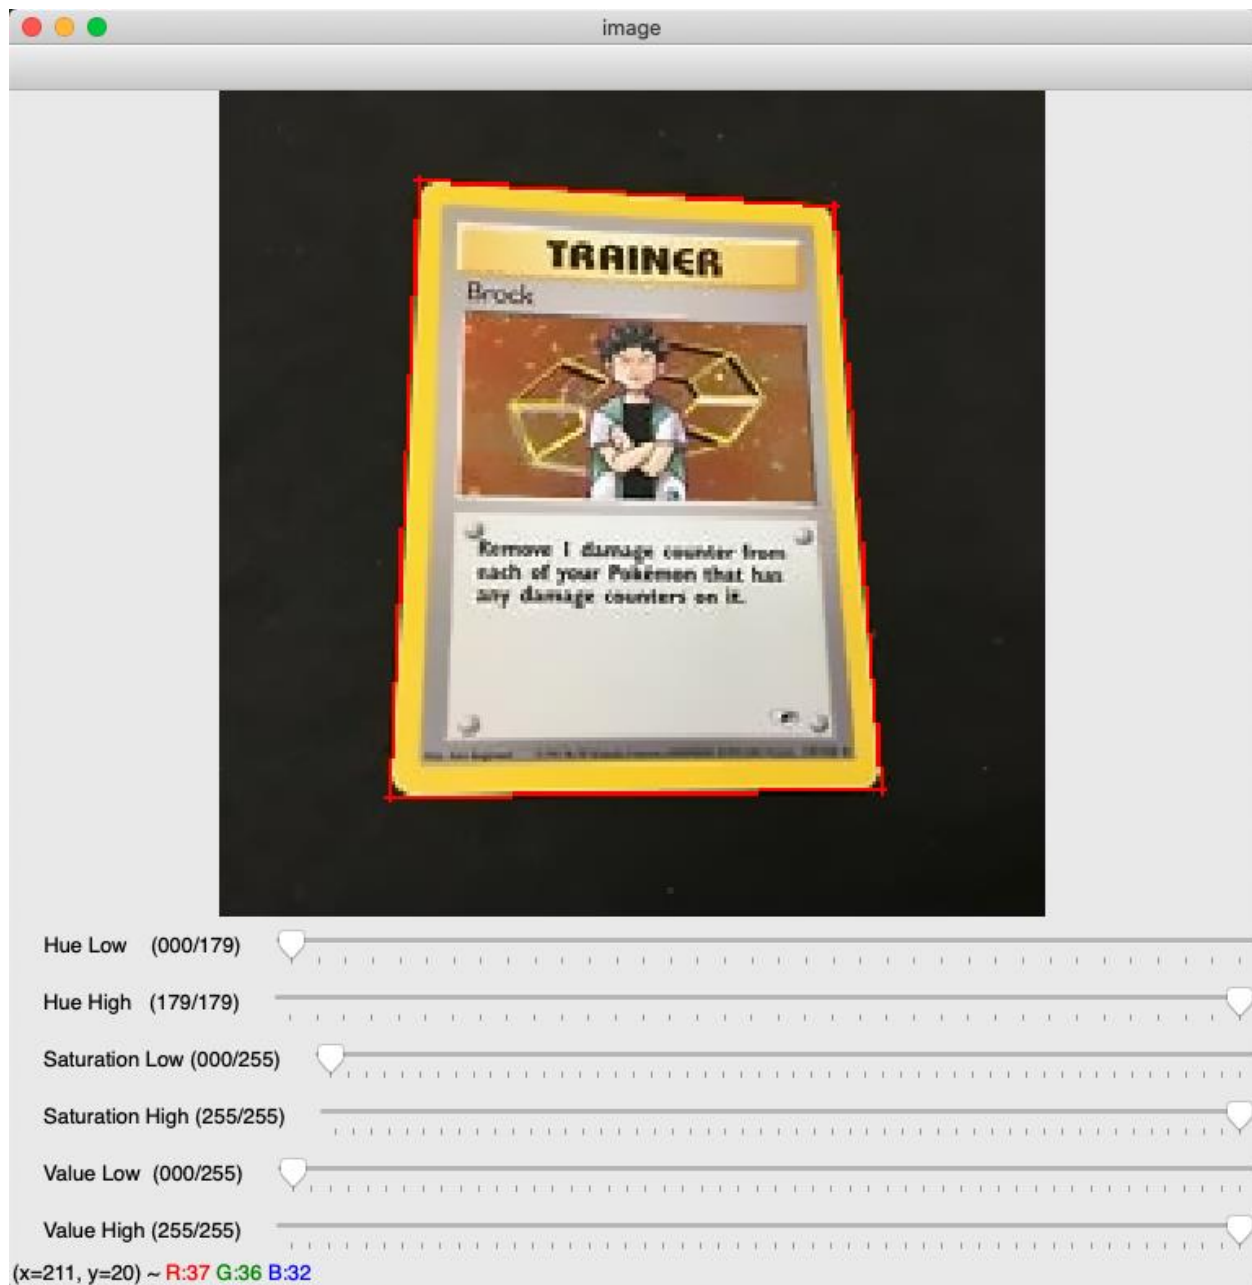 image
TRAINER
Brock
Remove 1 damage counter from
each of your Pokémon that has
any damage counters on it.
Hue Low (000/179)
Hue High (179/179)
Saturation Low (000/255)
Saturation High (255/255)
Value Low (000/255)
Value High (255/255)
(x=211, y=20) ~ R:37 G:36 B:32